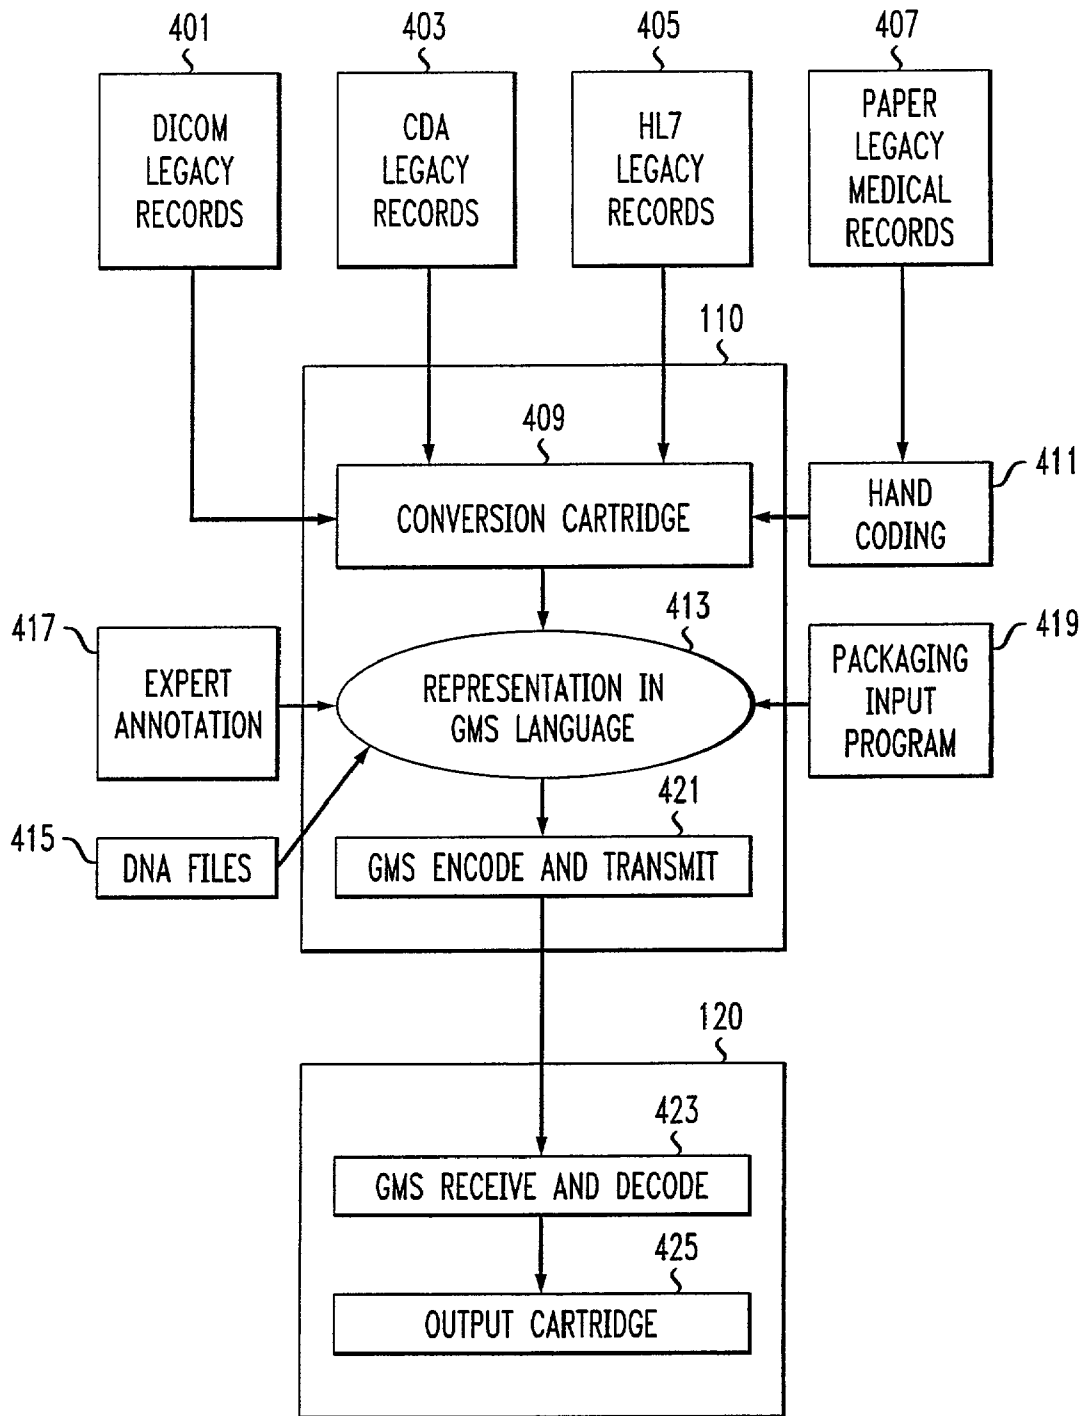 401
403
405
407
DICOM
LEGACY
RECORDS
CDA
LEGACY
RECORDS
HL7
LEGACY
RECORDS
PAPER
LEGACY
MEDICAL
RECORDS
110
409
CONVERSION CARTRIDGE
HAND
CODING
411
417
EXPERT
ANNOTATION
413
REPRESENTATION IN
GMS LANGUAGE
419
PACKAGING
INPUT
PROGRAM
415
DNA FILES
421
GMS ENCODE AND TRANSMIT
120
423
GMS RECEIVE AND DECODE
425
OUTPUT CARTRIDGE